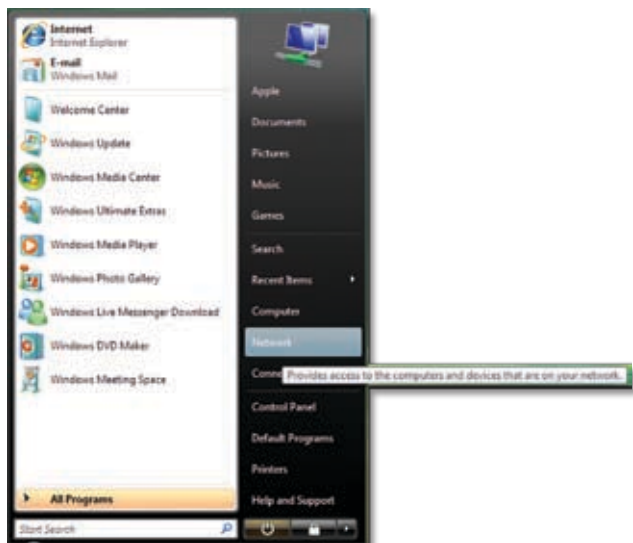 Internet
Internet Explorer
E-mail
Windows Mail
Welcome Center
Windows Update
Windows Media Center
Windows Ultimate Extras
Windows Media Player
Windows Photo Gallery
Windows Live Messenger Download
Windows DVD Maker
Windows Meeting Space
All Programs
Start Search
Apple
Documents
Pictures
Music
Games
Search
Recent Items
Computer
Network
Conne
Provides access to the computers and devices that are on your network.
Control Panel
Default Programs
Printers
Help and Support